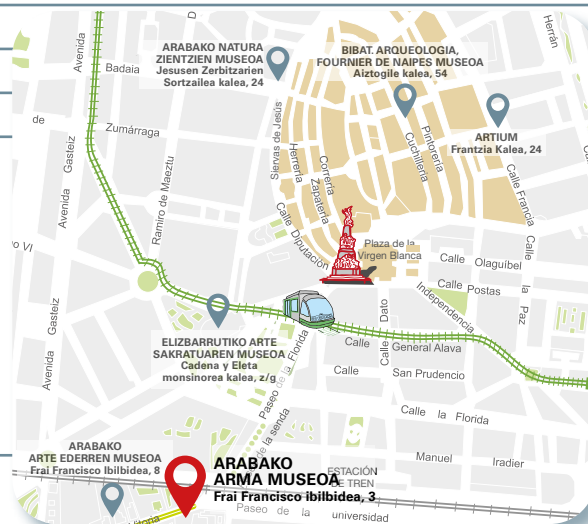 Avenida
D
Herrán
ARABAKO NATURA
ZIENTZIEN MUSEOA
Jesusen Zerbitzarien
Sortzailea kalea, 24
BIBAT. ARQUEOLOGIA,
FOURNIER DE NAIPES MUSEOA
Aiztogile kalea, 54
Badaia
de
Zumárraga
Gasteiz
Avenida
Ramiro de Maeztu
Siervas de Jesús
Herrería
Correría
Zapatería
Cuchillería
Pintorería
ARTIUM
Frantzia Kalea, 24
Calle Francia
Calle Diputación
Plaza de la
Virgen Blanca
Calle Olaguíbel
Calle la Paz
Calle Postas
Independencia
o VI
Avenida Gasteiz
ELIZBARRUTIKO ARTE
SAKRATUAREN MUSEOA
Cadena y Eleta
monsinorea kalea, z/g
Paseo de la Florida
Calle Dato
Calle General Alava
Calle San Prudencio
Calle la Florida
de la senda
Manuel Iradier
ARABAKO
ARTE EDERREN MUSEOA
Frai Francisco Ibilbidea, 8
ARABAKO
ARMA MUSEOA
Frai Francisco ibilbidea, 3
ESTACIÓN
DE TREN
Paseo de la universidad
itoria